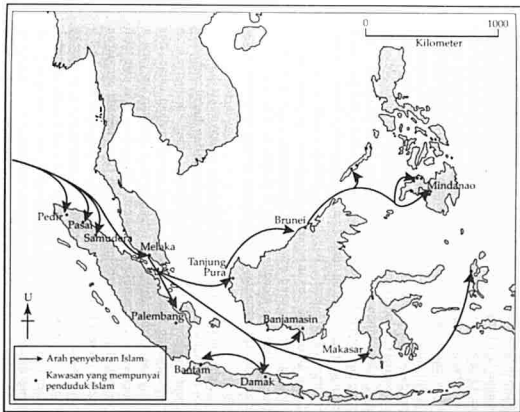 0
1000
Kilometer
Mindanao
Brunei
Pedir
Pasai
Samudera
Melaka
Tanjung
Pura
Palembang
Banjamasin
Makasar
U
Bantam
Damak
Arah penyebaran Islam
Kawasan yang mempunyai
penduduk Islam